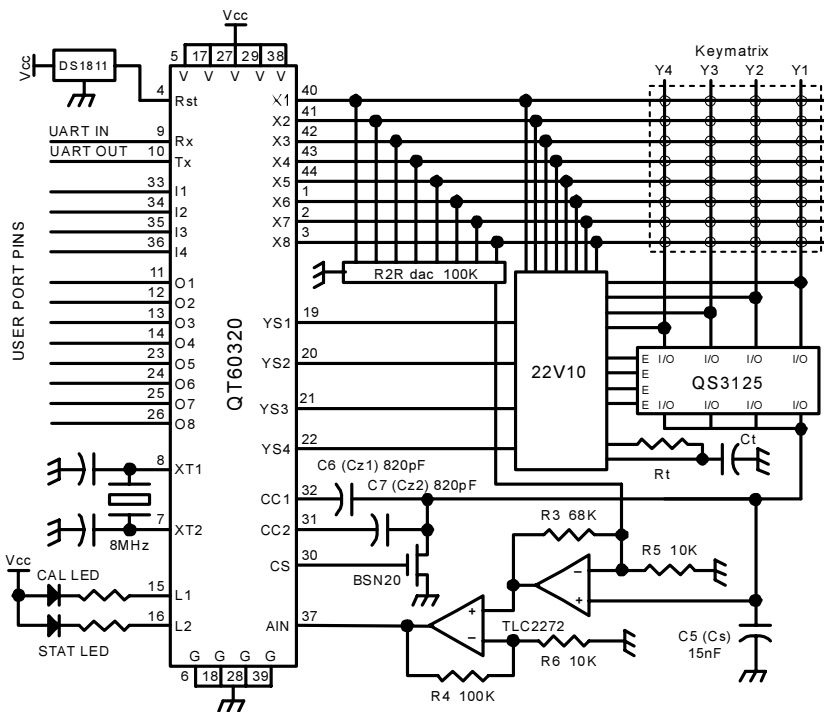 Vcc
5 17 27 29 38
V V V V V
Vcc
DS1811
Keymatrix
Y4 Y3 Y2 Y1
4
Rst
X1
40
X2
41
UART IN
9
Rx
X3
42
UART OUT
10
Tx
X4
43
33
I1
X5
44
34
I2
X6
1
35
I3
X7
2
36
I4
X8
3
USER PORT PINS
11
O1
R2R dac 100K
12
O2
13
O3
YS1
19
14
O4
23
O5
YS2
20
24
O6
25
O7
YS3
21
26
O8
YS4
22
QT60320
22V10
E I/O I/O I/O I/O
E
QS3125
E
E I/O I/O I/O I/O
Rt
Ct
8
XT1
C6 (Cz1) 820pF
CC1
32
C7 (Cz2) 820pF
7
XT2
8MHz
CC2
31
CS
30
BSN20
R3 68K
R5 10K
Vcc
CAL LED
15
L1
16
L2
STAT LED
AIN
37
–
+
+
–
TLC2272
R6 10K
R4 100K
C5 (Cs)
15nF
G G G G
6 18 28 39